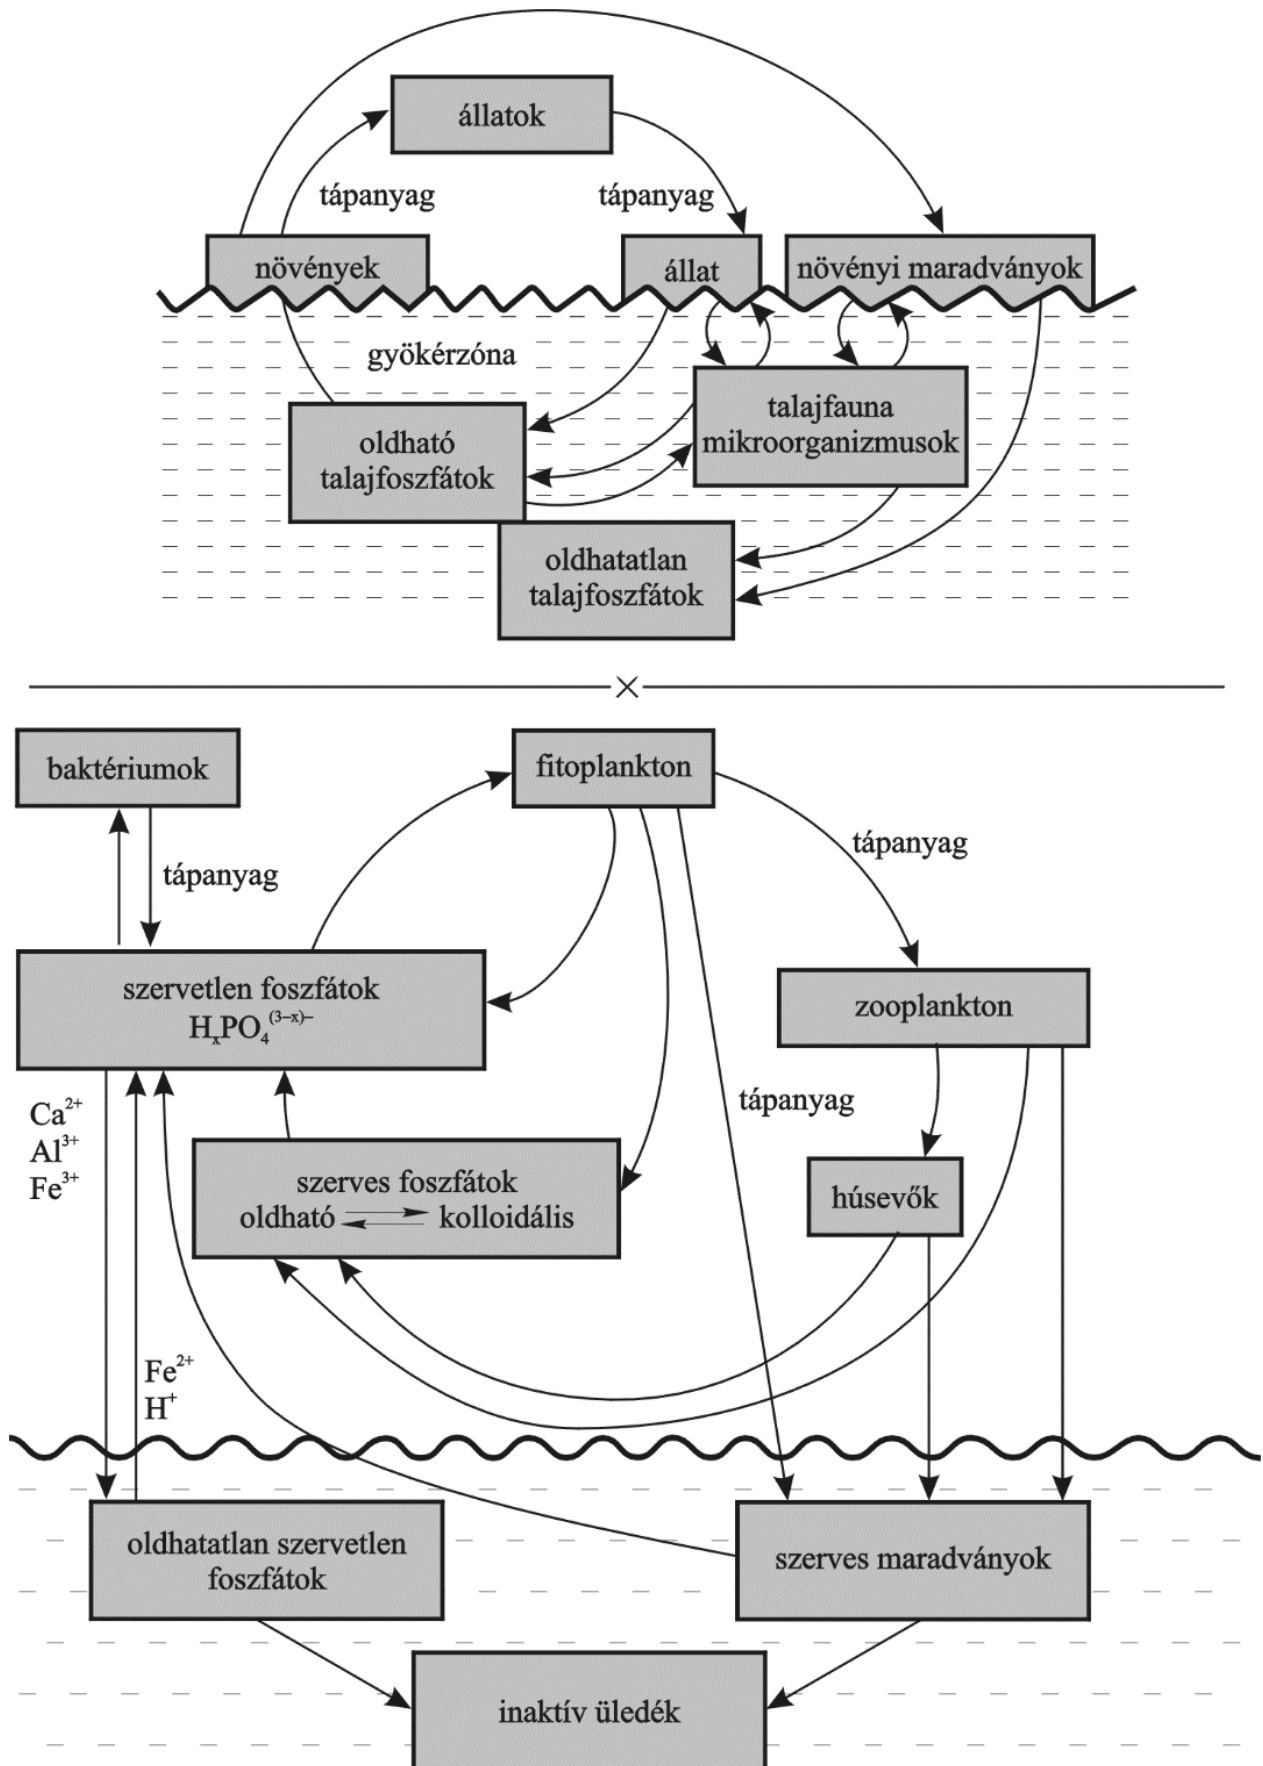 állatok
tápanyag
tápanyag
növények
állat
növényi maradványok
gyökérzóna
oldható
talajfoszfátok
talajfauna
mikroorganizmusok
oldhatatlan
talajfoszfátok
baktériumok
fitoplankton
tápanyag
tápanyag
szervetlen foszfátok
HₓPO₄⁽³⁻ˣ⁾⁻
zooplankton
Ca²⁺
Al³⁺
Fe³⁺
tápanyag
szerves foszfátok
oldható ⇌ kolloidális
húsevők
Fe²⁺
H⁺
oldhatatlan szervetlen
foszfátok
szerves maradványok
inaktív üledék